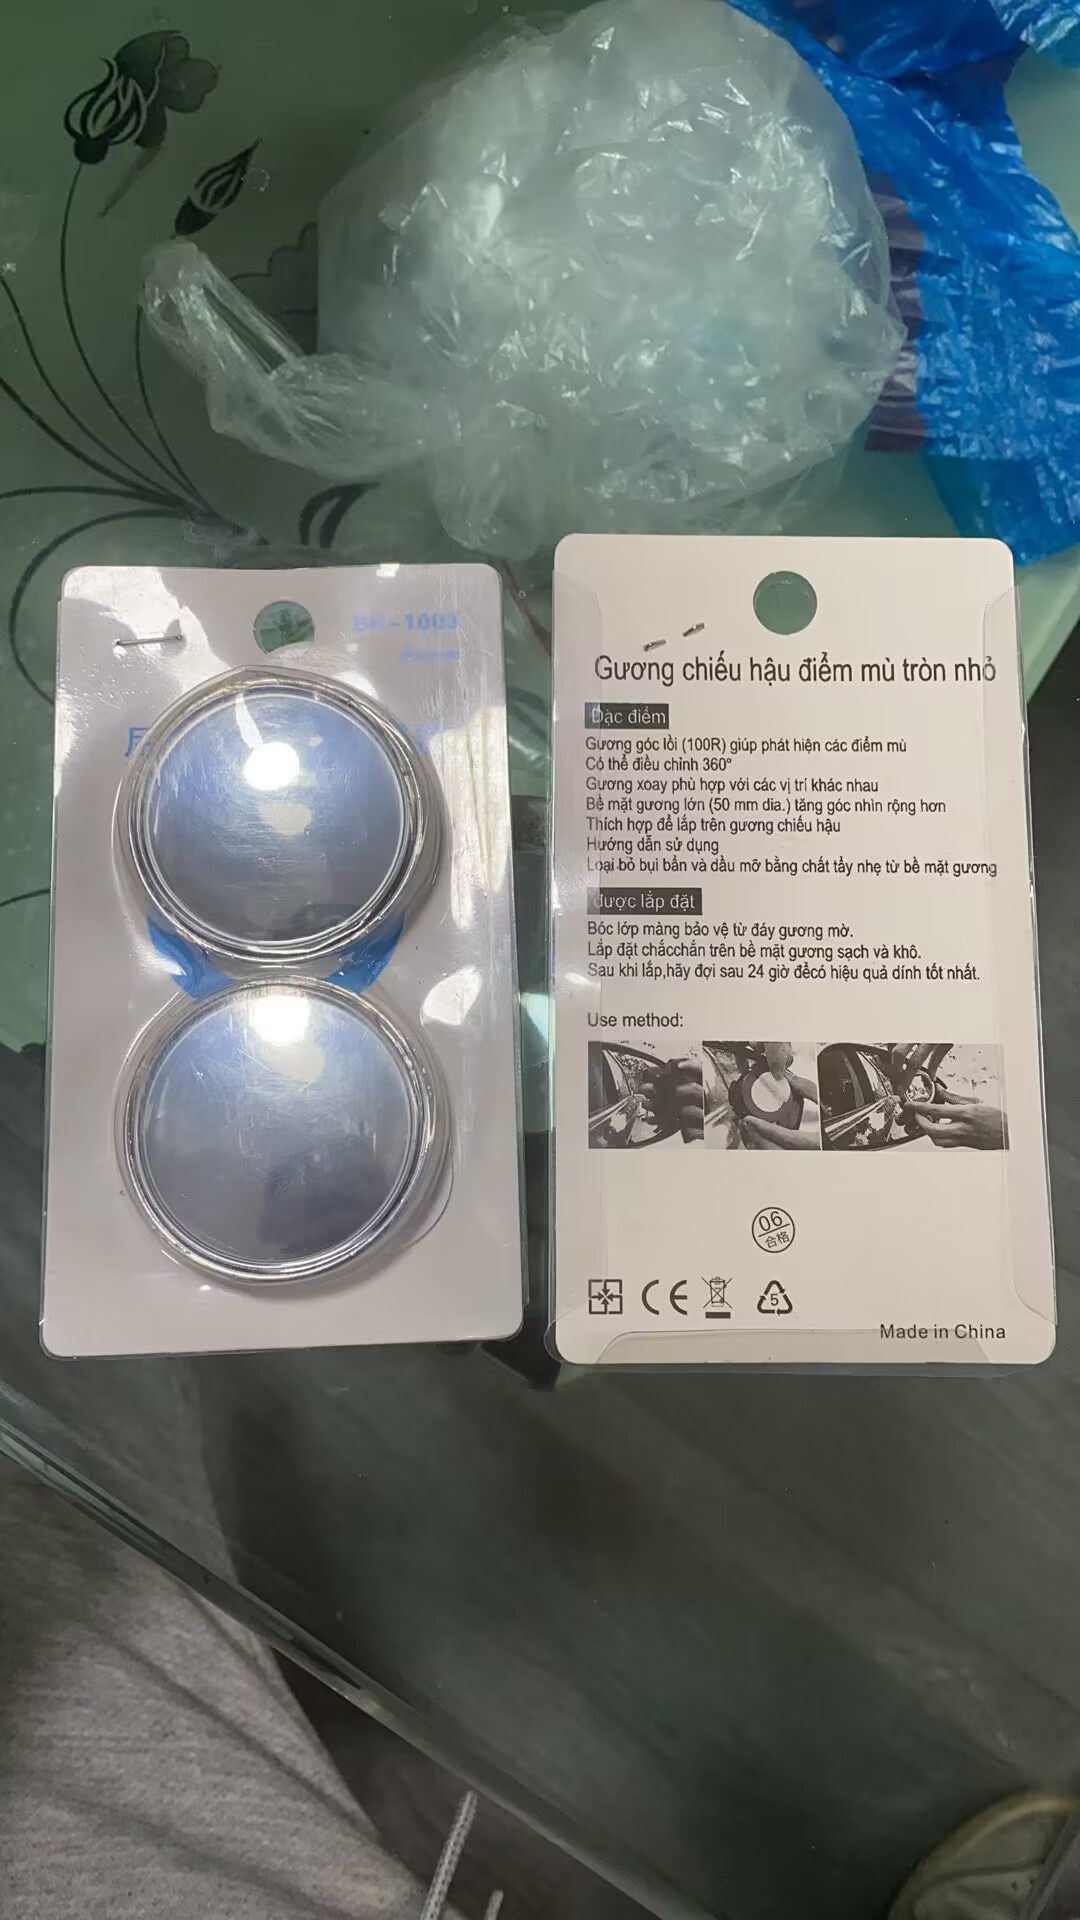 BB-1003
Gương chiếu hậu điểm mù tròn nhỏ
Dặc điểm
Gương góc lồi (100R) giúp phát hiện các điểm mù
Có thể điều chỉnh 360°
Gương xoay phù hợp với các vị trí khác nhau
Bề mặt gương lớn (50 mm dia.) tăng góc nhìn rộng hơn
Thích hợp để lắp trên gương chiếu hậu
Hướng dẫn sử dụng
Loại bỏ bụi bẩn và dầu mỡ bằng chất tẩy nhẹ từ bề mặt gương
được lắp đặt
Bóc lớp màng bảo vệ từ đáy gương mờ.
Lắp đặt chắcchắn trên bề mặt gương sạch và khô.
Sau khi lắp,hãy đợi sau 24 giờ đểcó hiệu quả dính tốt nhất.
Use method:
06
合格
CE
5
Made in China